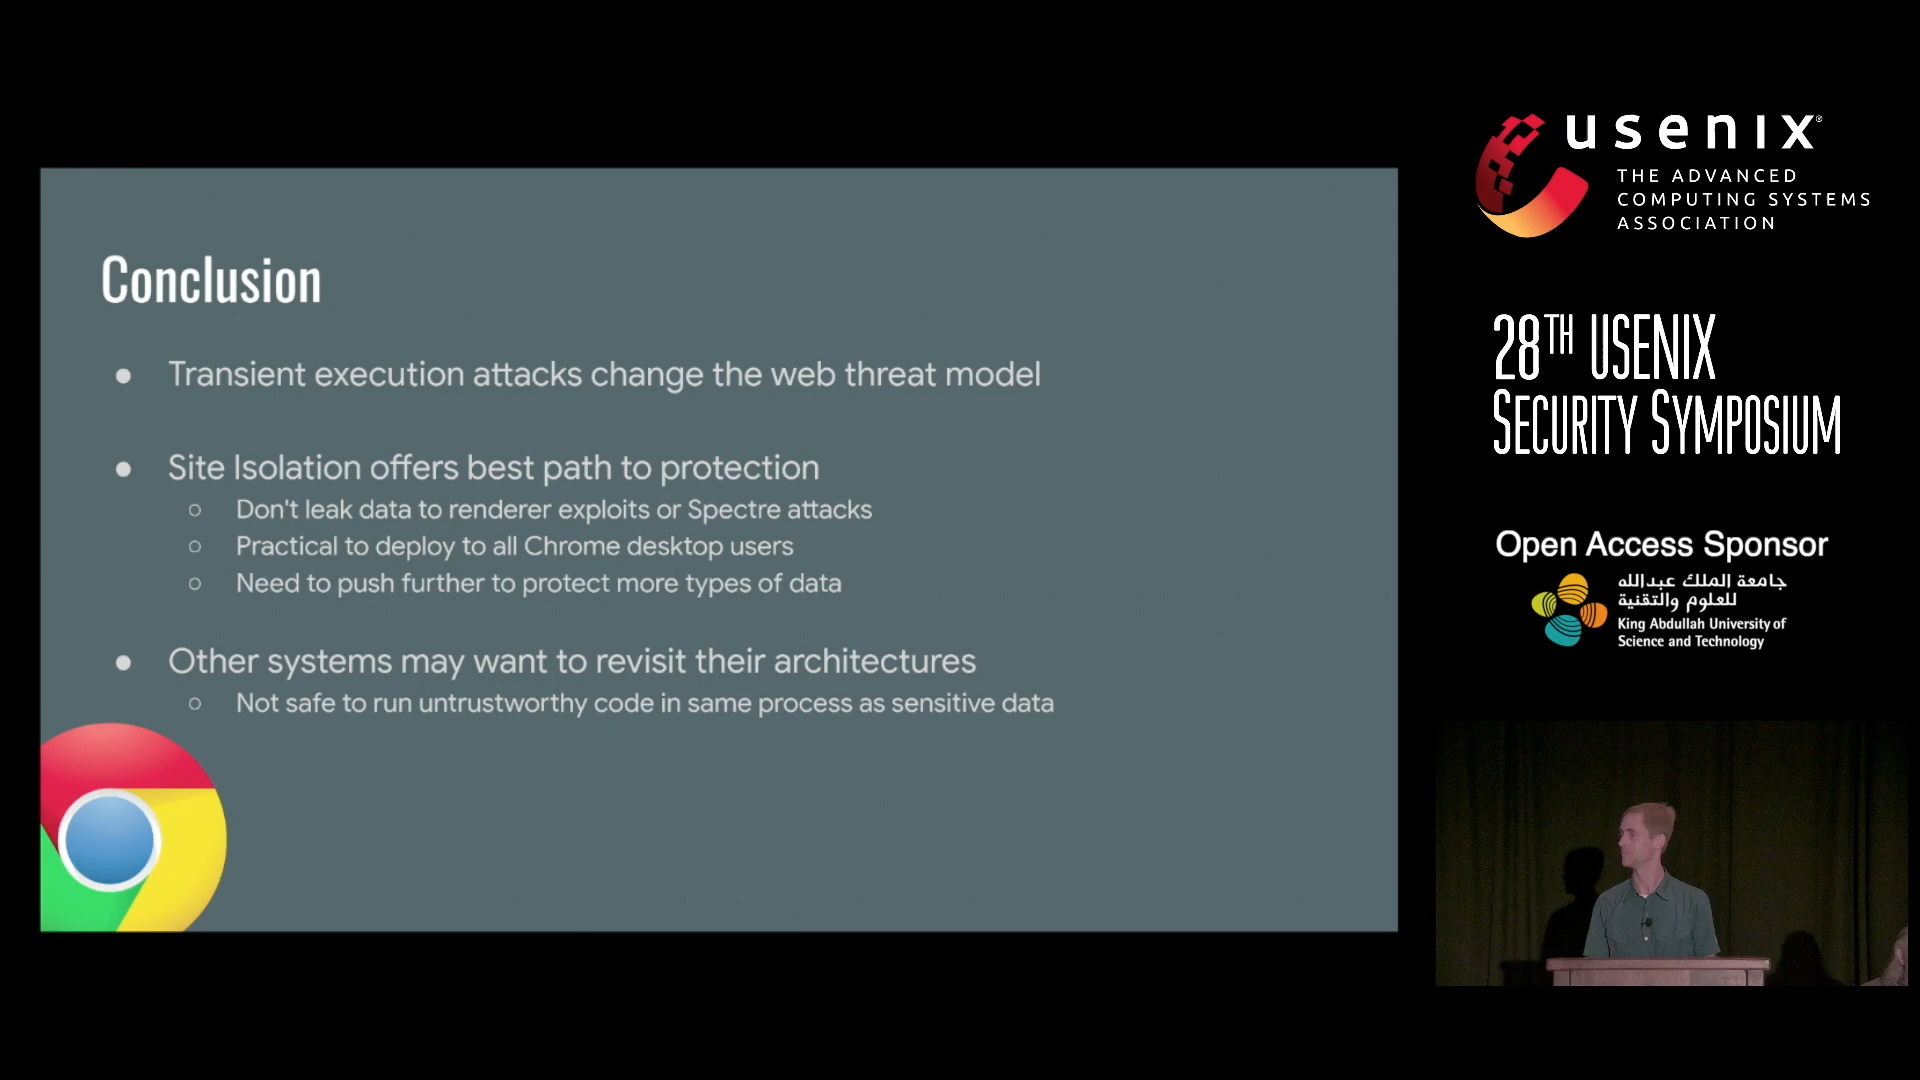 Conclusion
● Transient execution attacks change the web threat model
● Site Isolation offers best path to protection
○ Don't leak data to renderer exploits or Spectre attacks
○ Practical to deploy to all Chrome desktop users
○ Need to push further to protect more types of data
● Other systems may want to revisit their architectures
○ Not safe to run untrustworthy code in same process as sensitive data
usenix®
THE ADVANCED
COMPUTING SYSTEMS
ASSOCIATION
28TH USENIX
SECURITY SYMPOSIUM
Open Access Sponsor
جامعة الملك عبدالله
للعلوم والتقنية
King Abdullah University of
Science and Technology